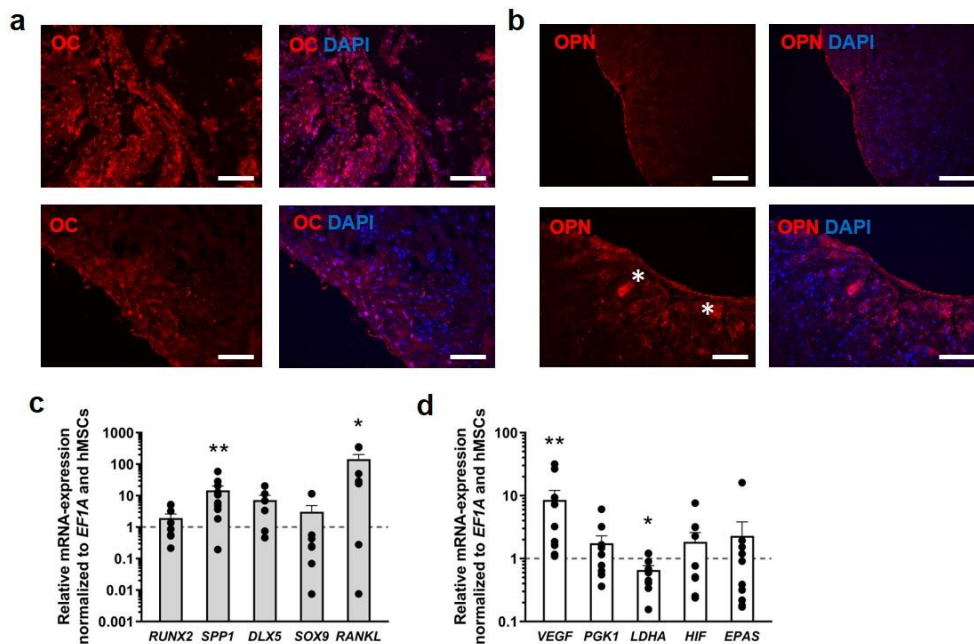 a
OC
OC DAPI
OC
OC DAPI
b
OPN
OPN DAPI
OPN
*
*
OPN DAPI
c
Relative mRNA-expression
normalized to EF1A and hMSCs
1000
100
10
1
0.1
0.01
0.001
**
*
RUNX2 SPP1 DLX5 SOX9 RANKL
d
Relative mRNA-expression
normalized to EF1A and hMSCs
100
10
1
0.1
**
*
VEGF PGK1 LDHA HIF EPAS